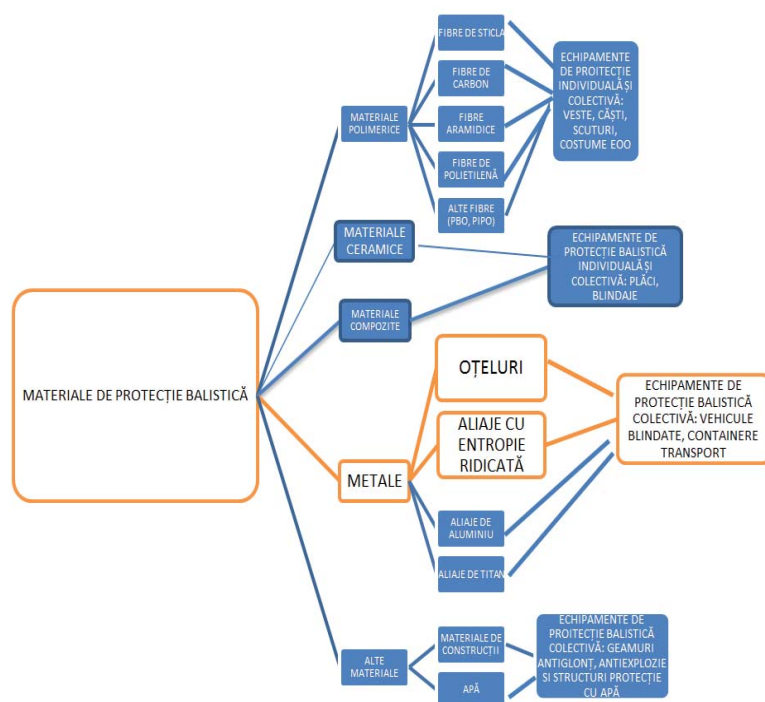 MATERIALE DE PROTECȚIE BALISTICĂ
MATERIALE
POLIMERICE
FIBRE DE STICLA
FIBRE DE
CARBON
FIBRE
ARAMIDICE
FIBRE DE
POLIETILENĂ
ALTE FIBRE
(PBO, PIPO)
ECHIPAMENTE
DE PROITECȚIE
INDIVIDUALĂ ȘI
COLECTIVĂ:
VESTE, CĂȘTI,
SCUTURI,
COSTUME EOO
MATERIALE
CERAMICE
MATERIALE
COMPOZITE
ECHIPAMENTE DE
PROTECȚIE BALISTICĂ
INDIVIDUALĂ ȘI
COLECTIVĂ: PLĂCI,
BLINDAJE
METALE
OȚELURI
ALIAJE CU
ENTROPIE
RIDICATĂ
ALIAJE DE
ALUMINIU
ALIAJE DE TITAN
ECHIPAMENTE DE
PROTECȚIE BALISTICĂ
COLECTIVĂ: VEHICULE
BLINDATE, CONTAINERE
TRANSPORT
ALTE
MATERIALE
MATERIALE DE
CONSTRUCȚII
APĂ
ECHIPAMENTE DE
PROITECȚIE BALISTICĂ
COLECTIVĂ: GEAMURI
ANTIGLONȚ, ANTIEXPLOZIE
SI STRUCTURI PROTECȚIE
CU APĂ